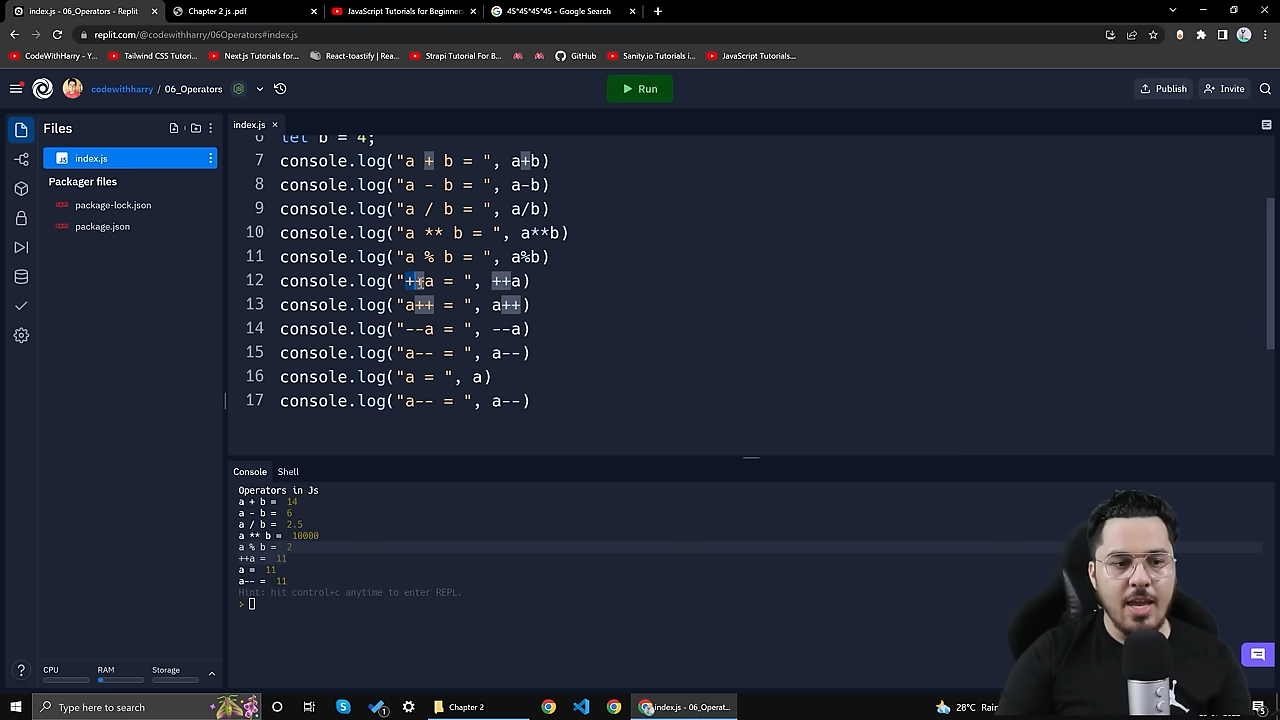 index.js - 06_Operators - Replit
Chapter 2 js .pdf
JavaScript Tutorials for Beginners
45*45*45*45 - Google Search
replit.com/@codewithharry/06Operators#index.js
CodeWithHarry - Y...
Tailwind CSS Tutori...
Next.js Tutorials for...
React-toastify | Rea...
Strapi Tutorial For B...
GitHub
Sanity.io Tutorials i...
JavaScript Tutorials...
codewithharry / 06_Operators
Run
Publish
Invite
Files
index.js
Packager files
package-lock.json
package.json
index.js
6 let b = 4;
7 console.log("a + b = ", a+b)
8 console.log("a - b = ", a-b)
9 console.log("a / b = ", a/b)
10 console.log("a ** b = ", a**b)
11 console.log("a % b = ", a%b)
12 console.log("++a = ", ++a)
13 console.log("a++ = ", a++)
14 console.log("--a = ", --a)
15 console.log("a-- = ", a--)
16 console.log("a = ", a)
17 console.log("a-- = ", a--)
Console Shell
Operators in Js
a + b = 14
a - b = 6
a / b = 2.5
a ** b = 10000
a % b = 2
++a = 11
a = 11
a-- = 11
Hint: hit control+c anytime to enter REPL.
>
CPU RAM Storage
Type here to search
Chapter 2
index.js - 06_Operat...
28°C